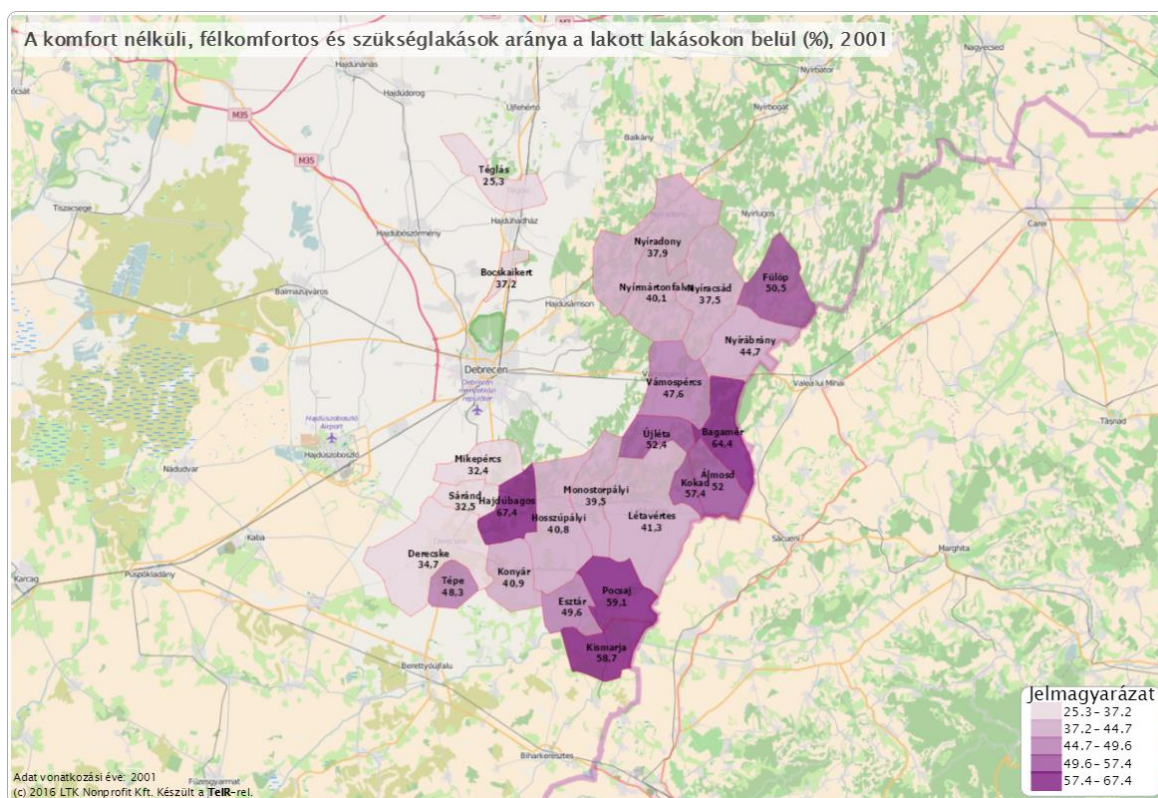 A komfort nélküli, félkomfortos és szükséglakások aránya a lakott lakásokon belül (%), 2001
M3
Nagyecsed
Hajdúnánás
Nyírbátor
Hajdúdorog
Újfehértó
Nyírbogát
M35
Balkány
M35
Téglás
25,3
Tiszacsege
Nyírlugos
Hajdúhadház
Carei
Hajdúböszörmény
Nyíradony
37,9
Bocskaikert
37,2
Fülöp
50,5
Nyírmártonfalva
40,1
Nyíracsád
37,5
Balmazújváros
Hajdúsámson
Nyírábrány
44,7
Debrecen
Debrecen
nemzetközi
repülőtér
Vámospércs
47,6
Valea lui Mihai
Hajdúszoboszló
Airport
Tășnad
Újléta
52,4
Bagamér
64,4
Hajdúszoboszló
Nádudvar
Mikepércs
32,4
Monostorpályi
39,5
Álmosd
52
Kokad
57,4
Sáránd
32,5
Hajdúbagos
67,4
Hosszúpályi
40,8
Létavértes
41,3
Kaba
Săcueni
Marghita
Derecske
34,7
Karcag
Püspökladány
Tépe
48,3
Konyár
40,9
Pocsaj
59,1
Esztár
49,6
Kismarja
58,7
Berettyóújfalu
Jelmagyarázat
25.3-37.2
37.2-44.7
44.7-49.6
49.6-57.4
57.4-67.4
Biharkeresztes
Füzesgyarmat
Adat vonatkozási éve: 2001
(c) 2016 LTK Nonprofit Kft. Készült a TeIR-rel.